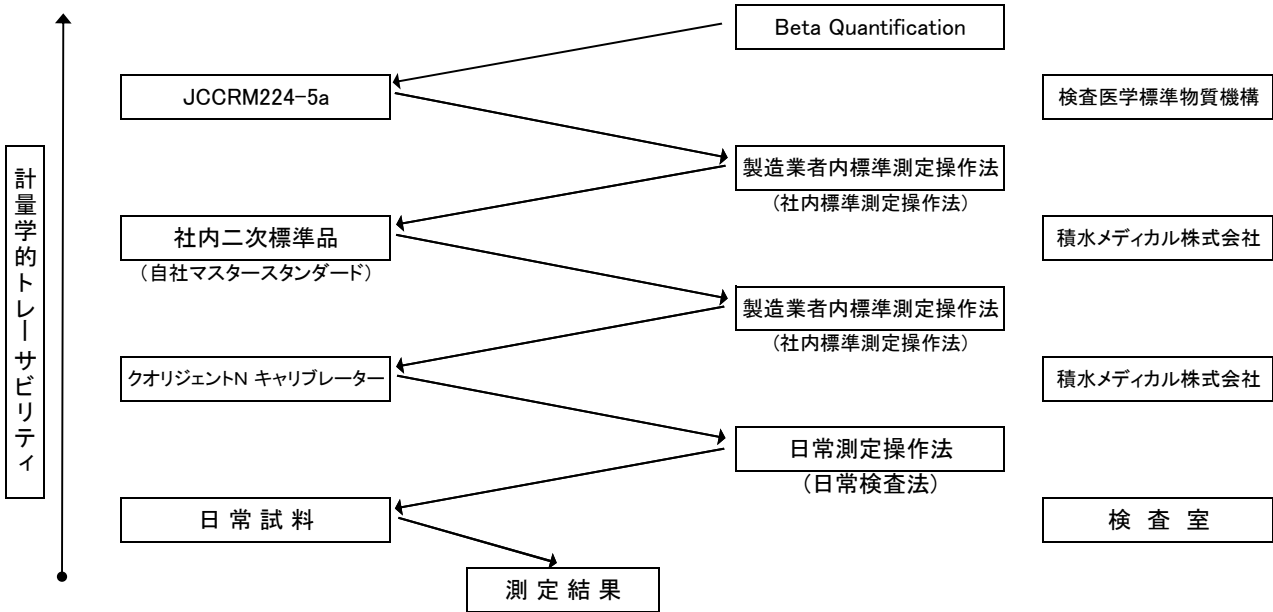 Beta Quantification
JCCRM224-5a
検査医学標準物質機構
計量学的トレーサビリティ
製造業者内標準測定操作法
(社内標準測定操作法)
社内二次標準品
(自社マスタースタンダード)
積水メディカル株式会社
製造業者内標準測定操作法
(社内標準測定操作法)
クオリジェントN キャリブレーター
積水メディカル株式会社
日常測定操作法
(日常検査法)
日常試料
検査室
測定結果